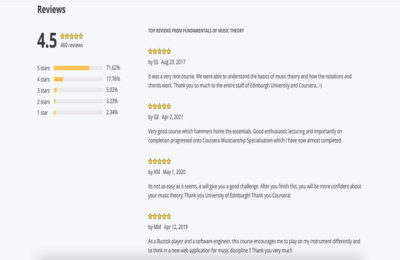 Reviews
4.5
460 reviews
5 stars 71.62%
4 stars 17.76%
3 stars 5.02%
2 stars 3.23%
1 star 2.34%
TOP REVIEWS FROM FUNDAMENTALS OF MUSIC THEORY
by SS Aug 23, 2017
It was a very nice course. We were able to understand the basics of music theory and how the notations and
chords work. Thank you so much to the entire staff of Edinburgh University and Coursera.:-)
by GE Apr 2, 2021
Very good course which hammers home the essentials. Good enthusiastic lecturing and importantly on
completion progressed onto Coursera Musicianship Specialisation which I have now almost completed
by KM May 1, 2020
Its not as easy as it seems, it will give you a good challenge. After you finish this, you will be more confident about
your music theory. Thank you University of Edinburgh! Thank you Coursera!
by MM Apr 12, 2019
As a Buzzok player and a software engineer, this course encourages me to play on my instrument differently and
to think in a new web application for music discipline !! Thank you very much